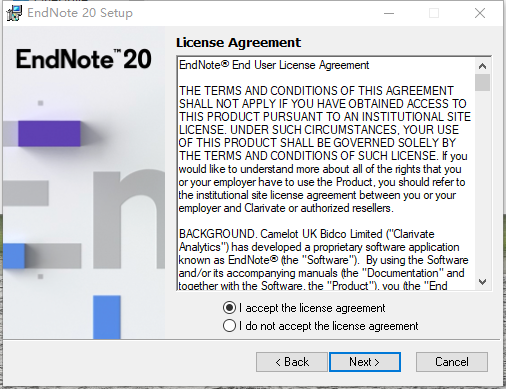 EndNote 20 Setup
EndNote™ 20
License Agreement
EndNote® End User License Agreement
THE TERMS AND CONDITIONS OF THIS AGREEMENT
SHALL NOT APPLY IF YOU HAVE OBTAINED ACCESS TO
THIS PRODUCT PURSUANT TO AN INSTITUTIONAL SITE
LICENSE. UNDER SUCH CIRCUMSTANCES, YOUR USE
OF THIS PRODUCT SHALL BE GOVERNED SOLELY BY
THE TERMS AND CONDITIONS OF SUCH LICENSE. If you
would like to understand more about all of the rights that you
or your employer have to use the Product, you should refer to
the institutional site license agreement between you or your
employer and Clarivate or authorized resellers.
BACKGROUND. Camelot UK Bidco Limited ("Clarivate
Analytics") has developed a proprietary software application
known as EndNote® (the "Software"). By using the Software
and/or its accompanying manuals (the "Documentation" and
together with the Software, the "Product"), you (the "End
I accept the license agreement
I do not accept the license agreement
< Back
Next >
Cancel